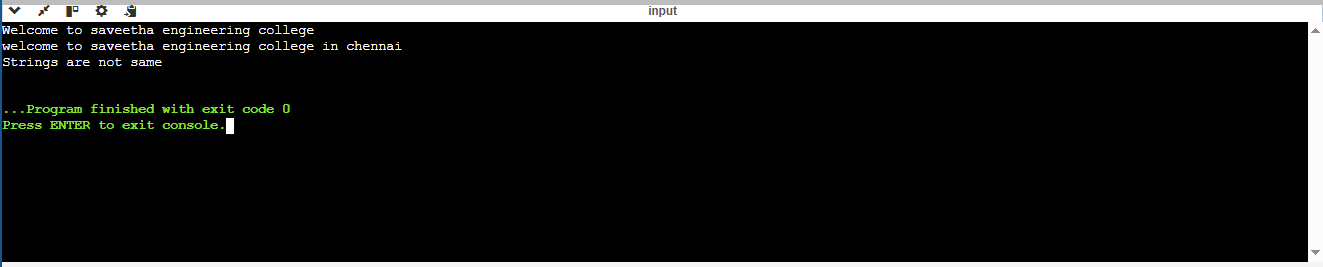 input
Welcome to saveetha engineering college
welcome to saveetha engineering college in chennai
Strings are not same
...Program finished with exit code 0
Press ENTER to exit console.